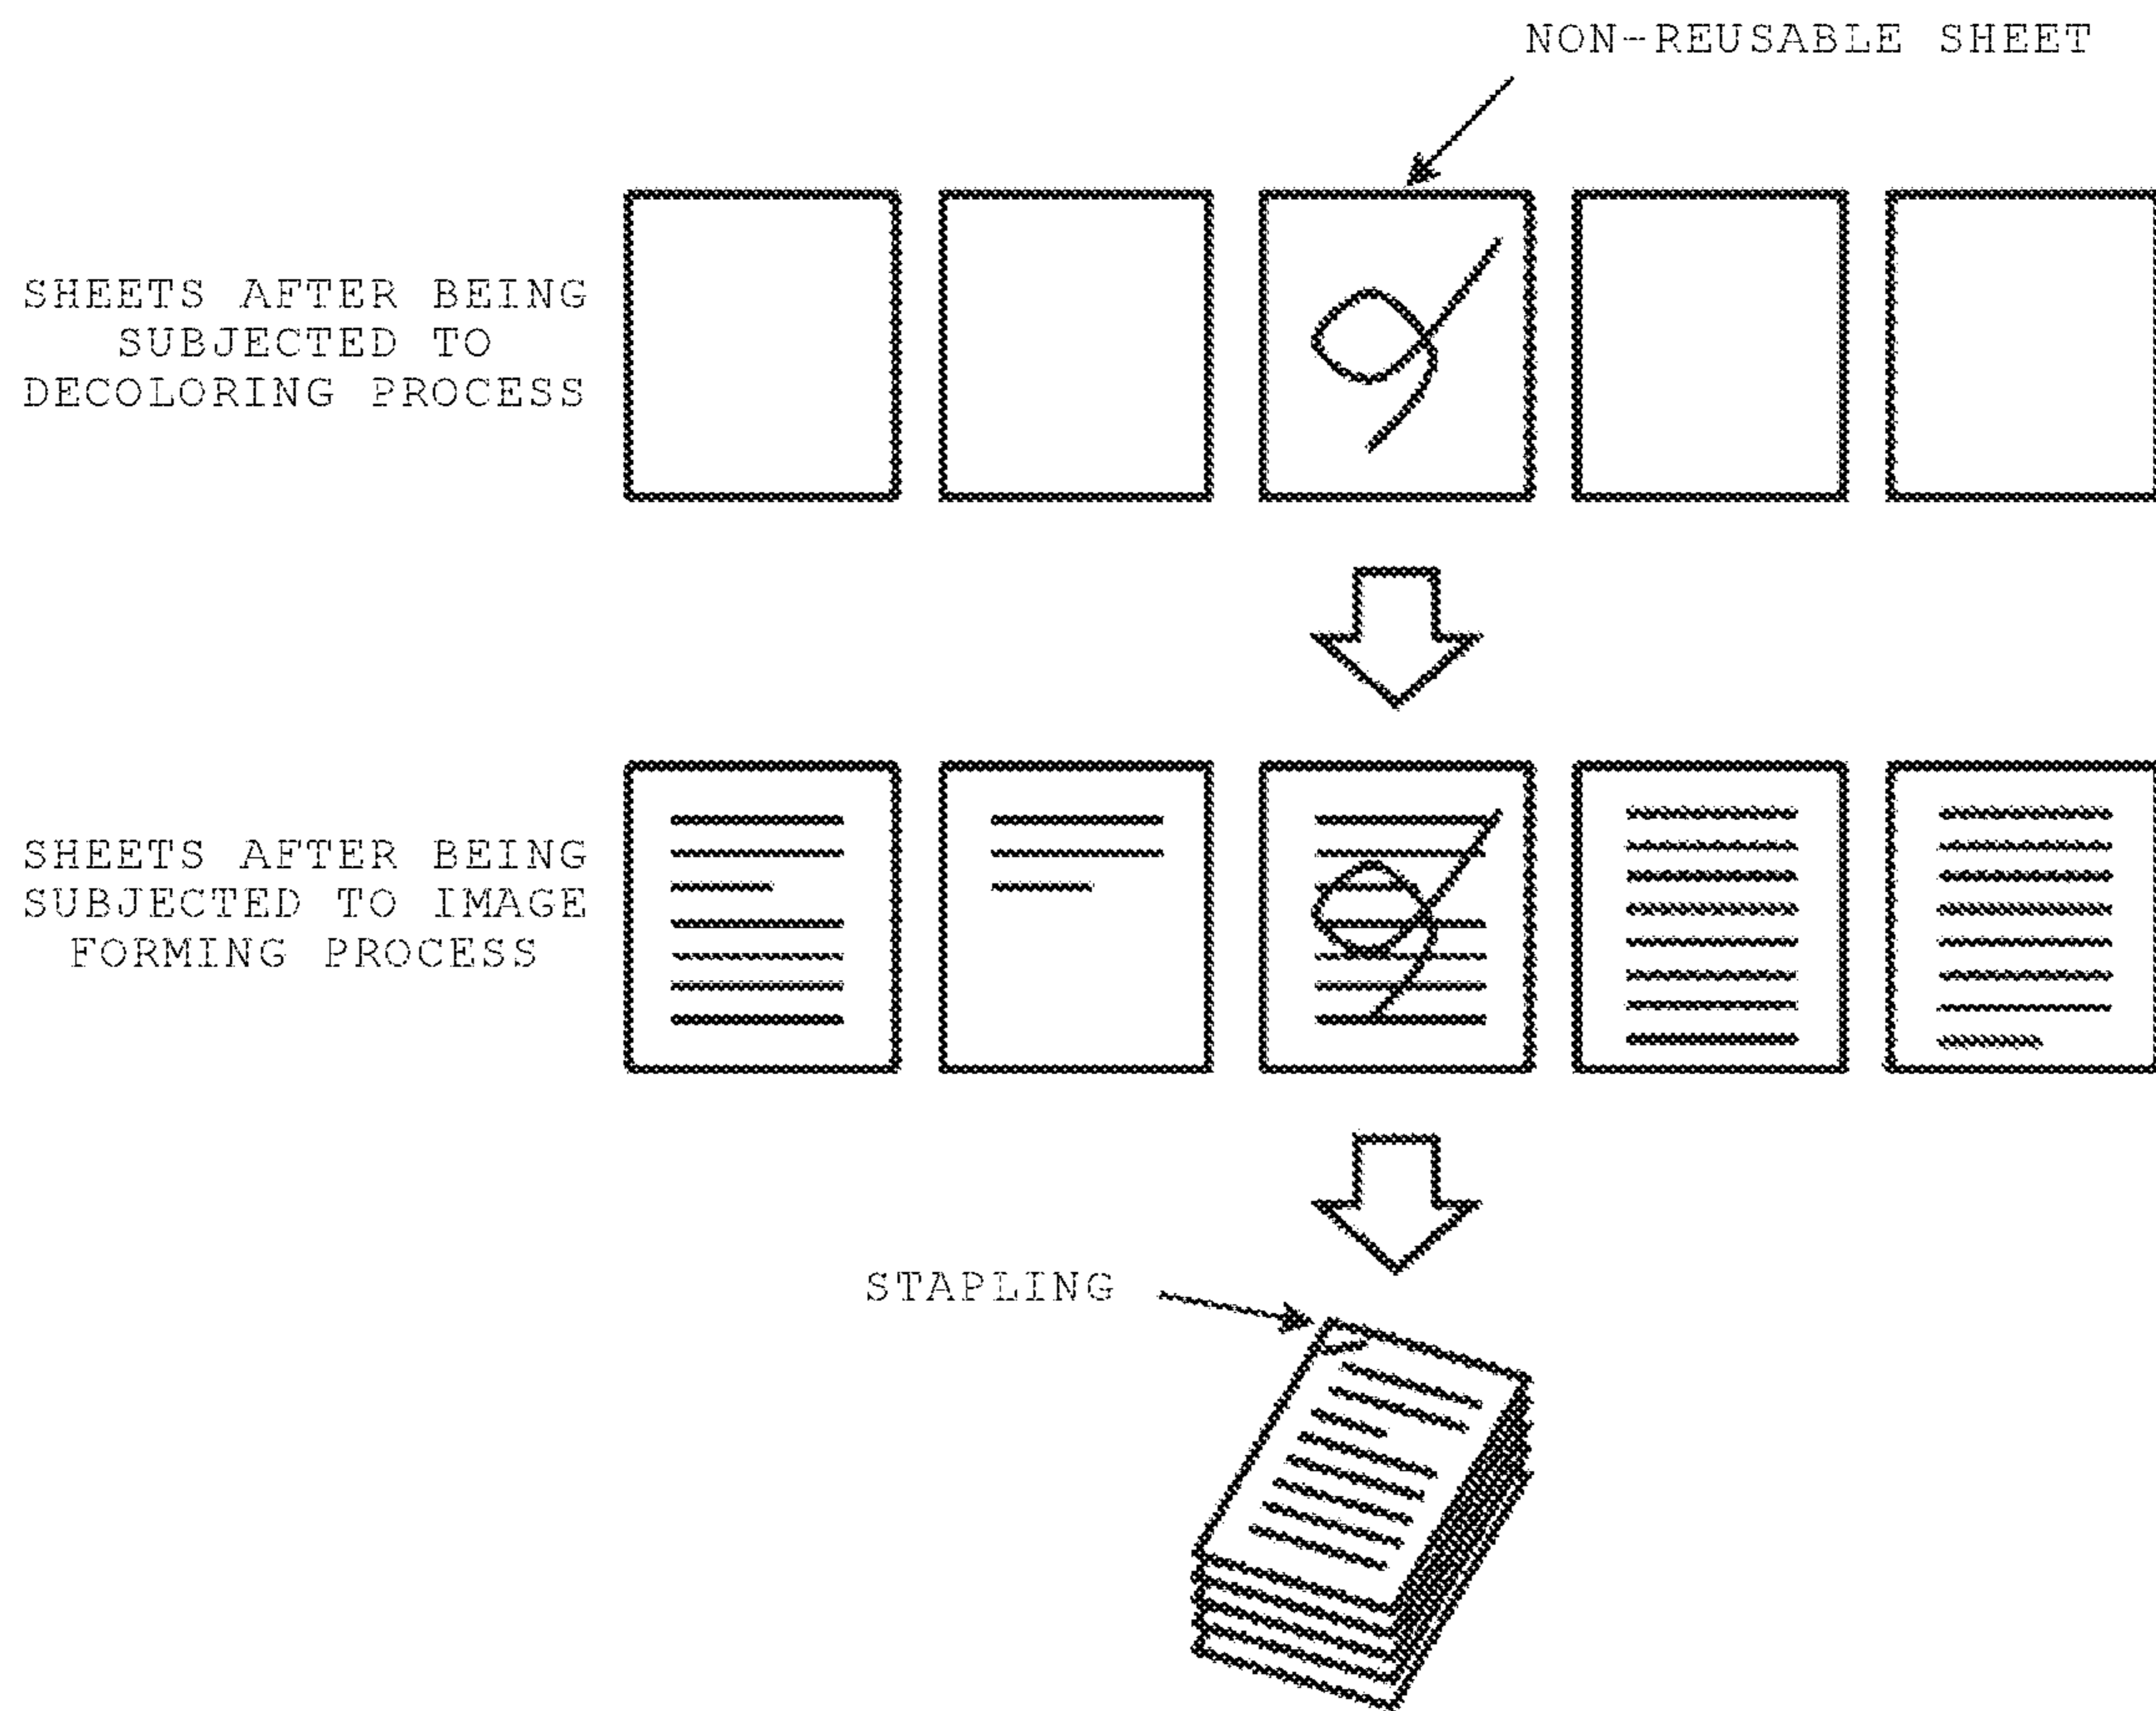 NON-REUSABLE SHEET
SHEETS AFTER BEING
SUBJECTED TO
DECOLORING PROCESS
SHEETS AFTER BEING
SUBJECTED TO IMAGE
FORMING PROCESS
STAPLING